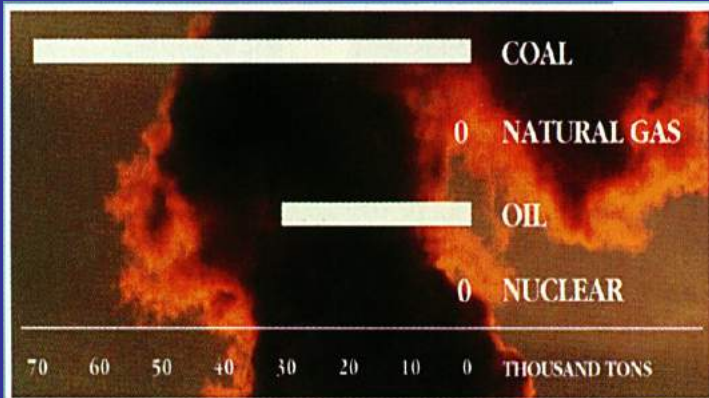 COAL
0 NATURAL GAS
OIL
0 NUCLEAR
70 60 50 40 30 20 10 0 THOUSAND TONS